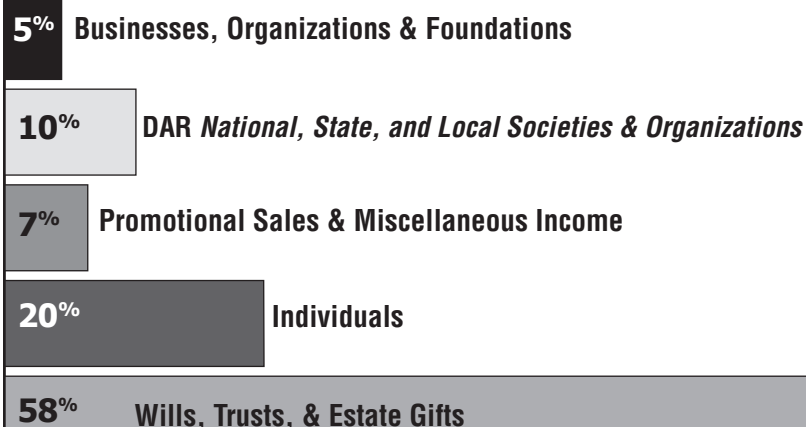 5% Businesses, Organizations & Foundations
10% DAR National, State, and Local Societies & Organizations
7% Promotional Sales & Miscellaneous Income
20% Individuals
58% Wills, Trusts, & Estate Gifts